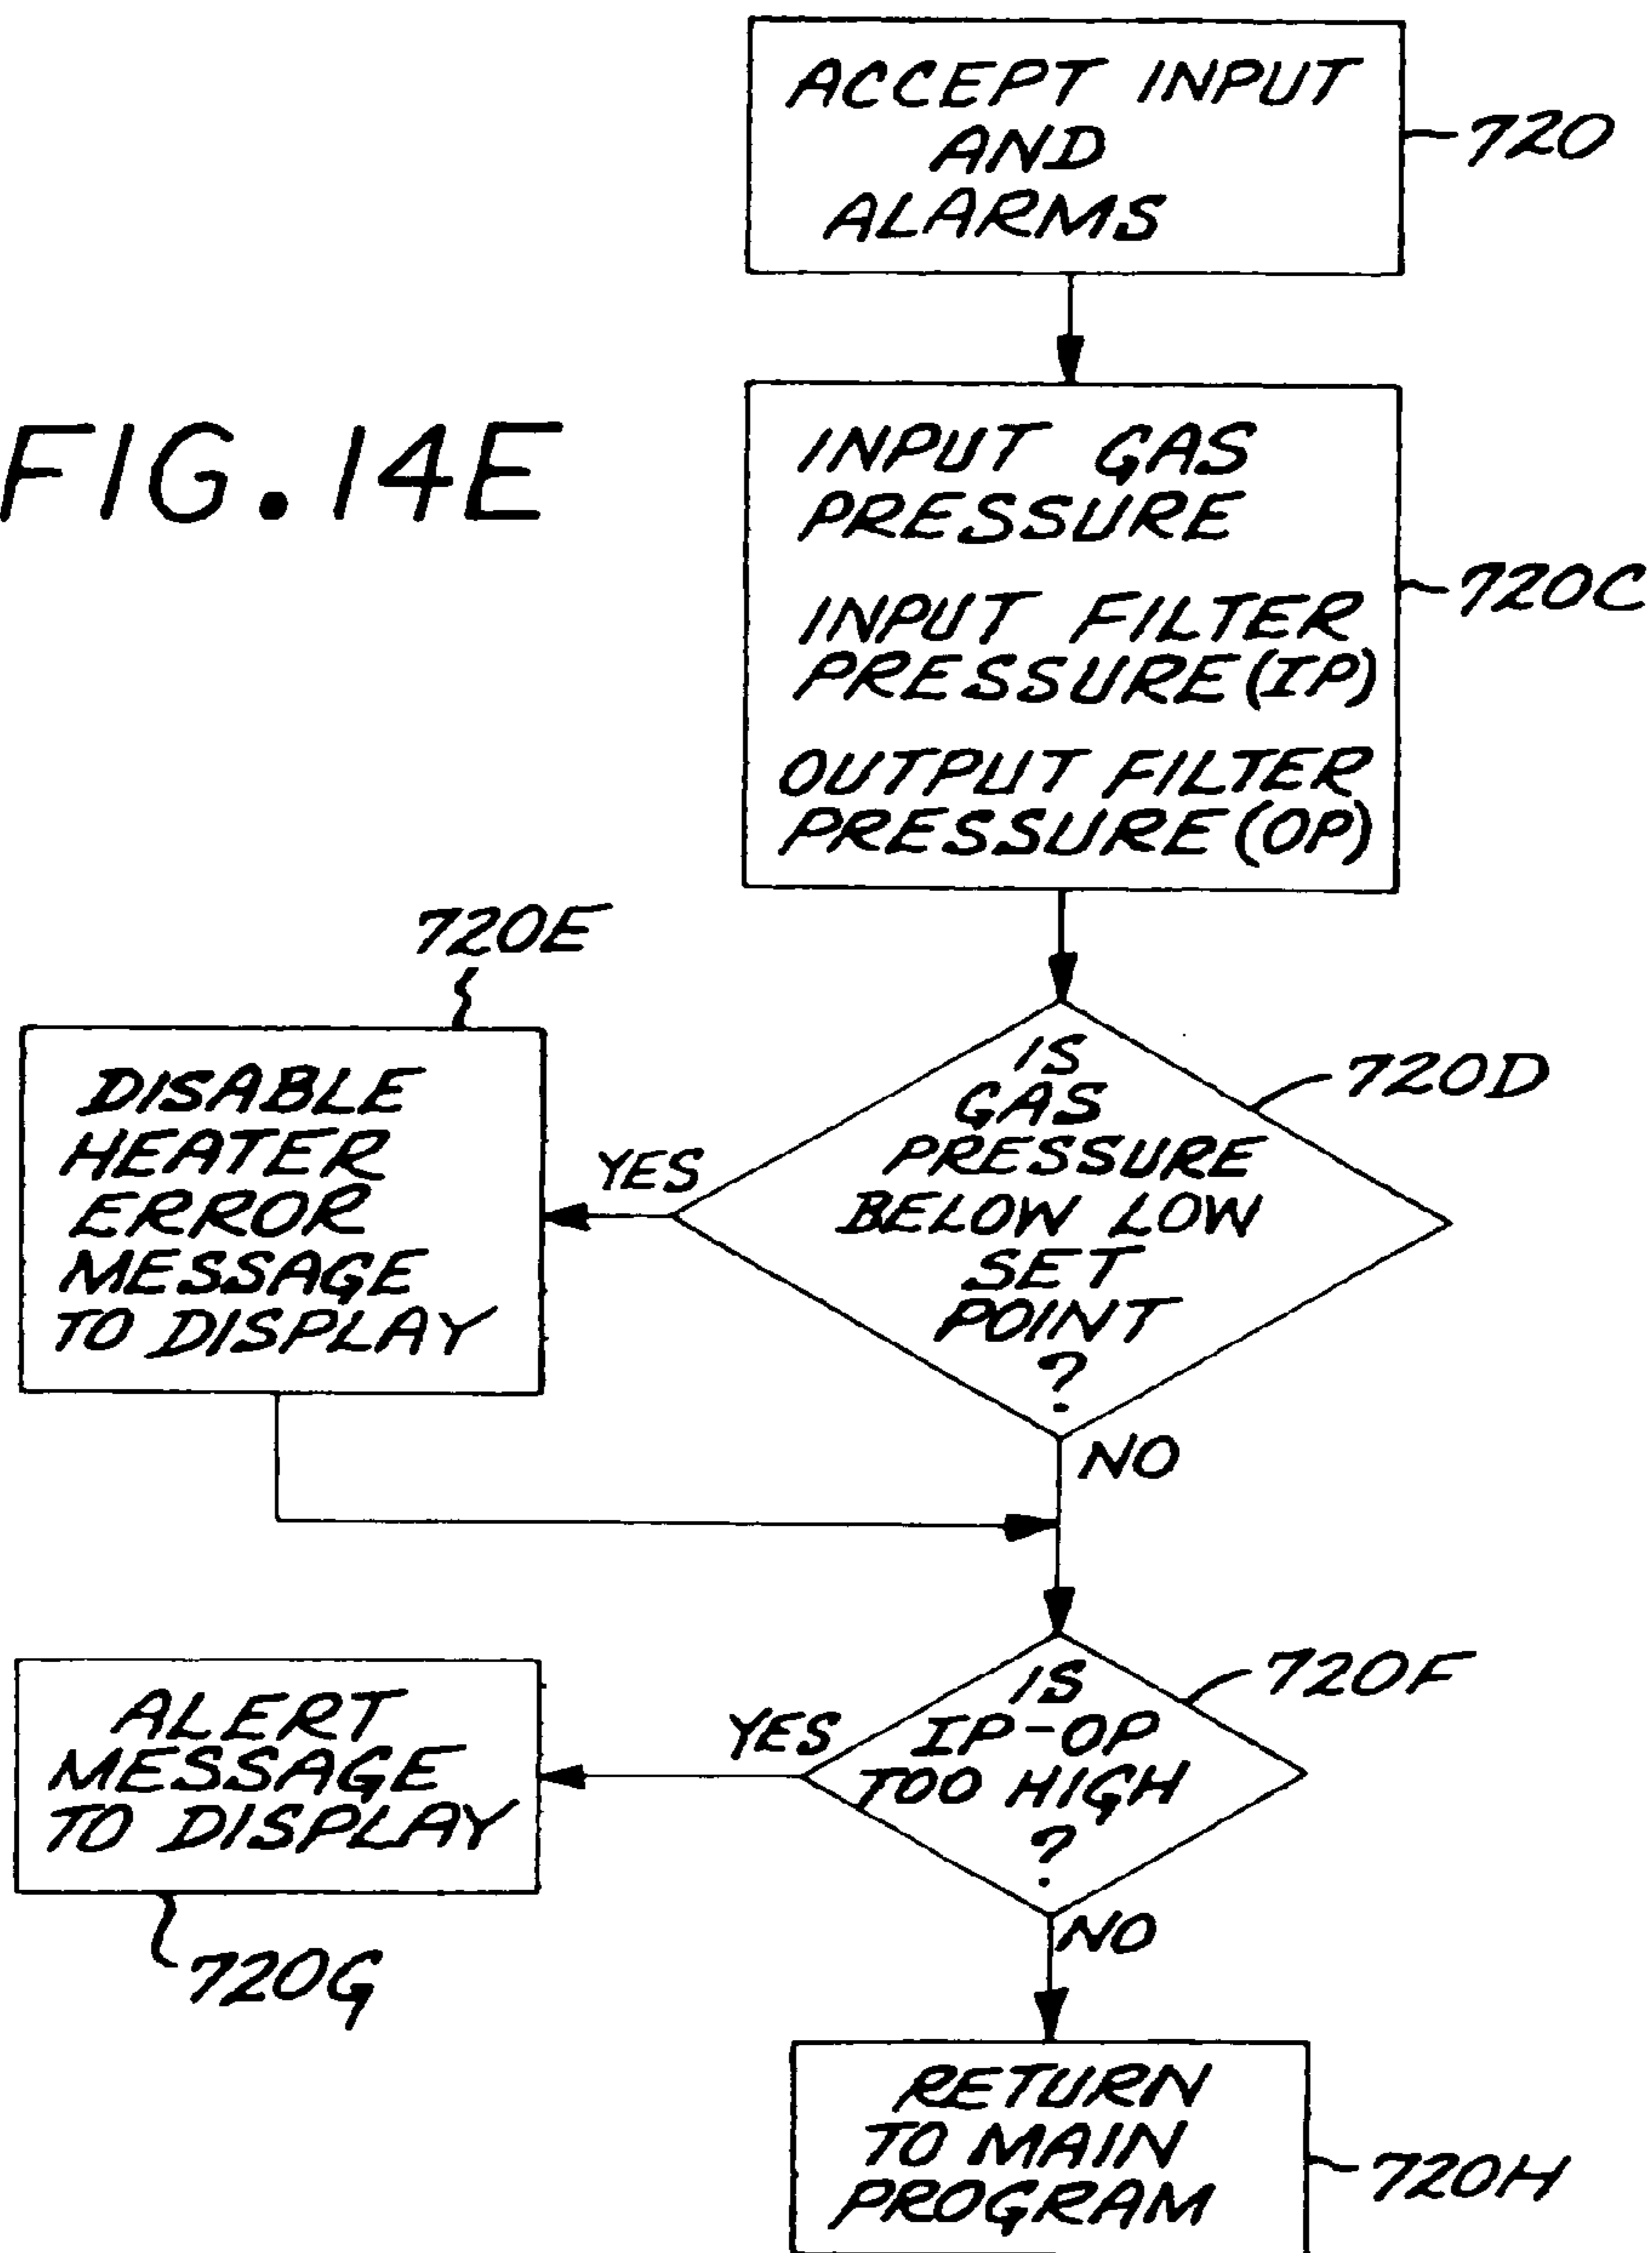 ACCEPT INPUT
AND
ALARMS
720
FIG. 14E
INPUT GAS
PRESSURE
INPUT FILTER
PRESSURE (IP)
OUTPUT FILTER
PRESSURE (OP)
720C
720E
DISABLE
HEATER
ERROR
MESSAGE
TO DISPLAY
YES
IS
GAS
PRESSURE
BELOW LOW
SET
POINT
?
720D
NO
ALERT
MESSAGE
TO DISPLAY
720G
YES
IS
IP-OP
TOO HIGH
?
720F
NO
RETURN
TO MAIN
PROGRAM
720H